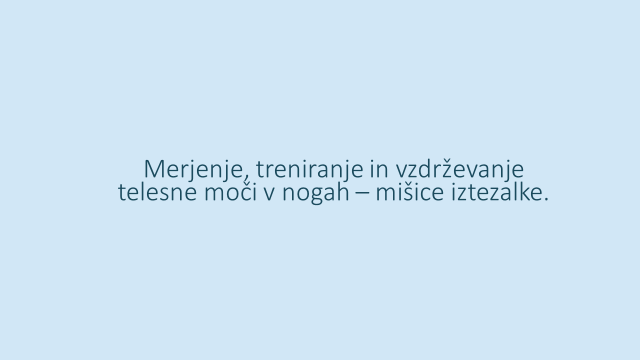 Merjenje, treniranje in vzdrževanje
telesne moči v nogah – mišice iztezalke.